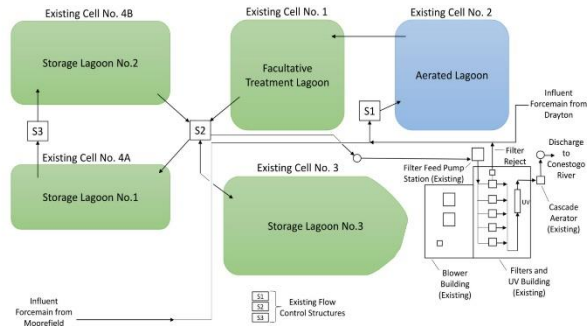 Existing Cell No. 4B
Storage Lagoon No.2
Existing Cell No. 1
Facultative
Treatment Lagoon
Existing Cell No. 2
Aerated Lagoon
S1
S2
S3
Influent
Forcemain from
Drayton
Existing Cell No. 4A
Storage Lagoon No.1
Existing Cell No. 3
Storage Lagoon No.3
Filter Feed Pump
Station (Existing)
Filter
Reject
Discharge
to
Conestogo
River
UV
Cascade
Aerator
(Existing)
Blower
Building
(Existing)
Filters and
UV Building
(Existing)
Influent
Forcemain from
Moorefield
S1
S2
S3
Existing Flow
Control Structures